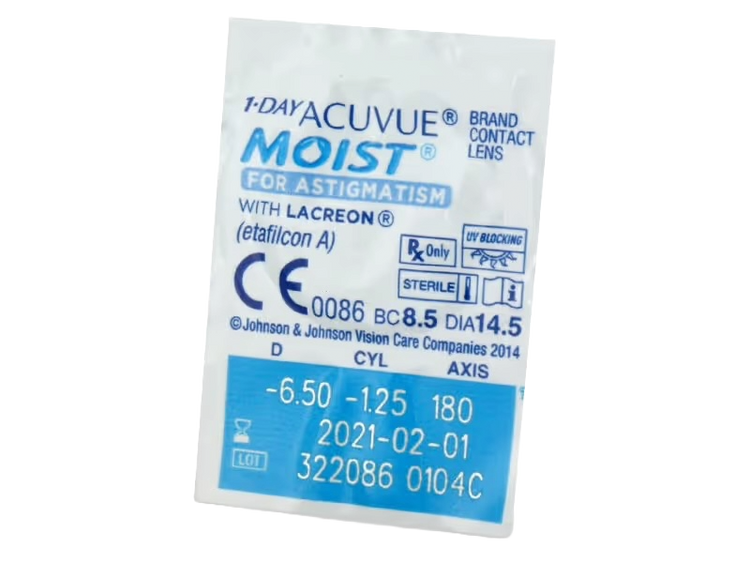 1·DAY ACUVUE® BRAND
CONTACT
LENS
MOIST®
FOR ASTIGMATISM
WITH LACREON®
(etafilcon A)
Rx Only
UV BLOCKING
STERILE
i
CE 0086 BC 8.5 DIA 14.5
©Johnson & Johnson Vision Care Companies 2014
D CYL AXIS
-6.50 -1.25 180
2021-02-01
LOT 322086 0104C